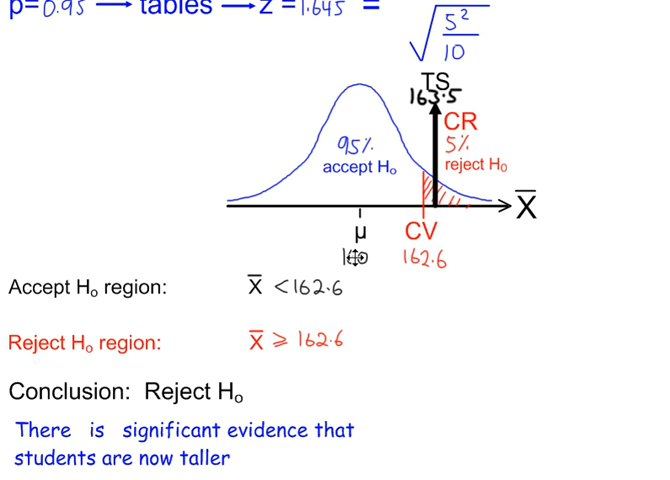 p=0.95 → tables → z = 1.645 =
5²
10
TS
163.5
CR
95% 5%
accept H₀ reject H₀
X̅
μ CV
162.6
Accept H₀ region: X̅ < 162.6
Reject H₀ region: X̅ ⩾ 162.6
Conclusion: Reject H₀
There is significant evidence that
students are now taller